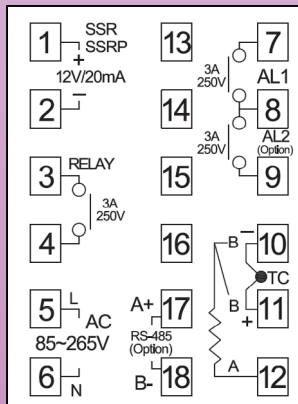 1 SSR 13 7
SSRP
+
12V/20mA 3A 250V AL1
2 − 14 8
3A 250V AL2
(Option)
3 RELAY 15 9
3A
250V
4 16 B − 10
TC
5 L A+ 17 B + 11
AC RS-485
85~265V (Option)
6 N B- 18 A 12